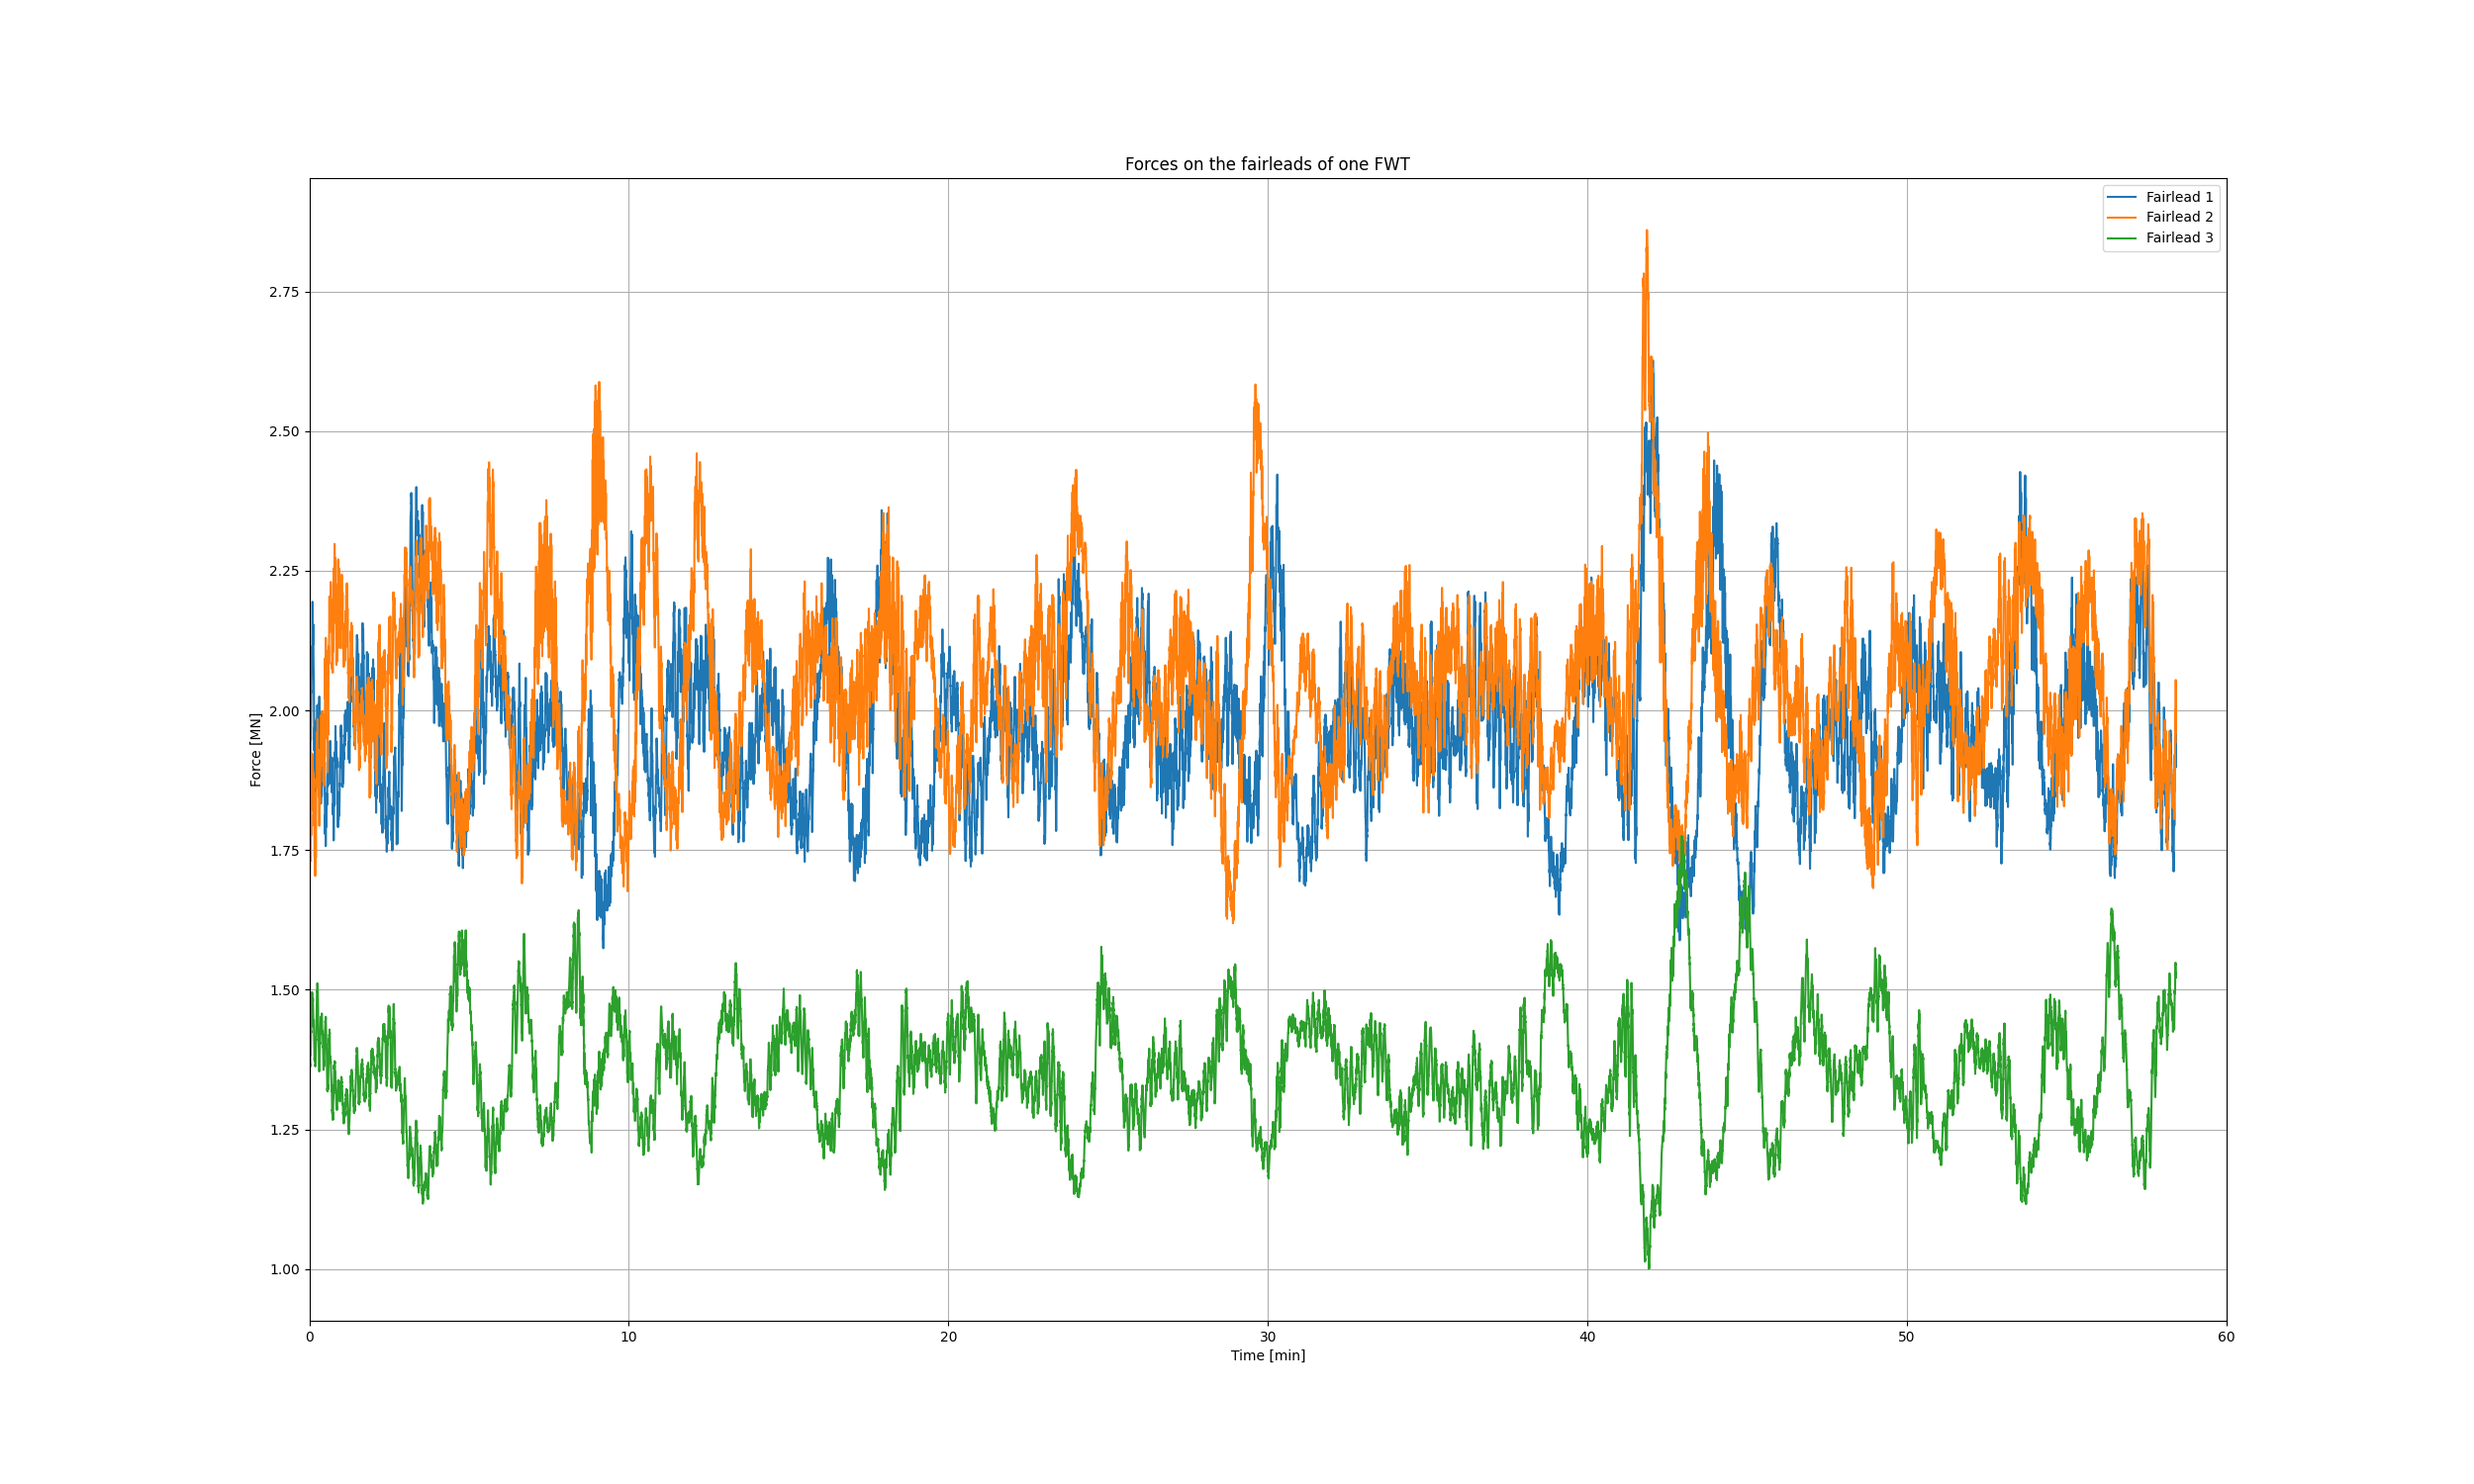 Forces on the fairleads of one FWT
Fairlead 1
Fairlead 2
Fairlead 3
Force [MN]
2.75
2.50
2.25
2.00
1.75
1.50
1.25
1.00
0 10 20 30 40 50 60
Time [min]